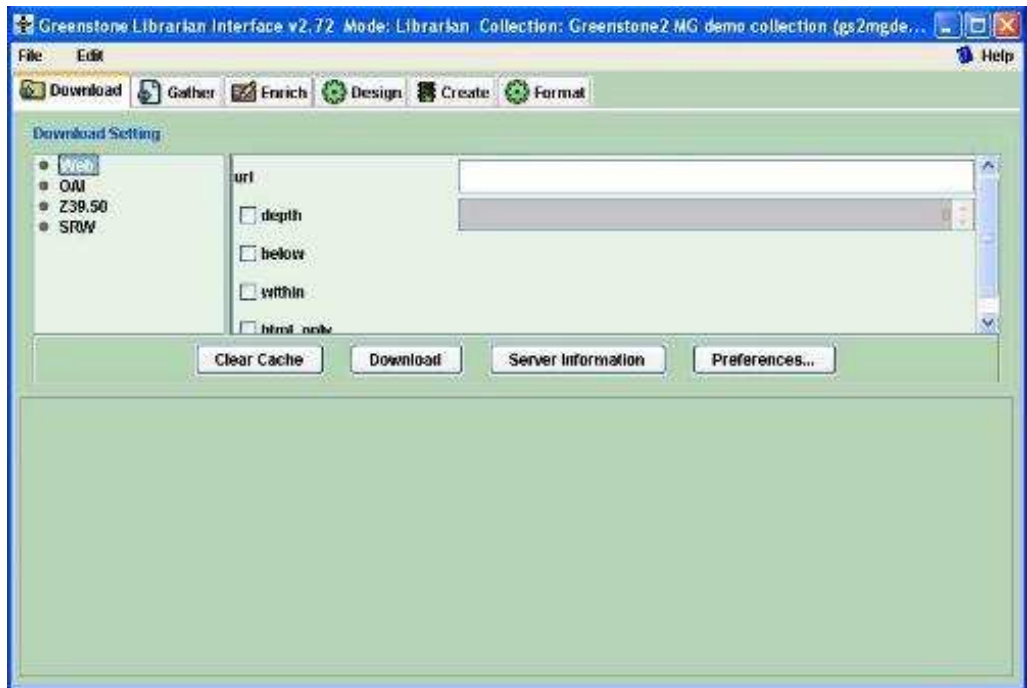 Greenstone Librarian Interface v2.72 Mode: Librarian Collection: Greenstone2 MG demo collection (gs2mgde...
File Edit Help
Download Gather Enrich Design Create Format
Download Setting
Web
OAI
Z39.50
SRW
url
depth 0
below
within
html_only
Clear Cache Download Server Information Preferences...